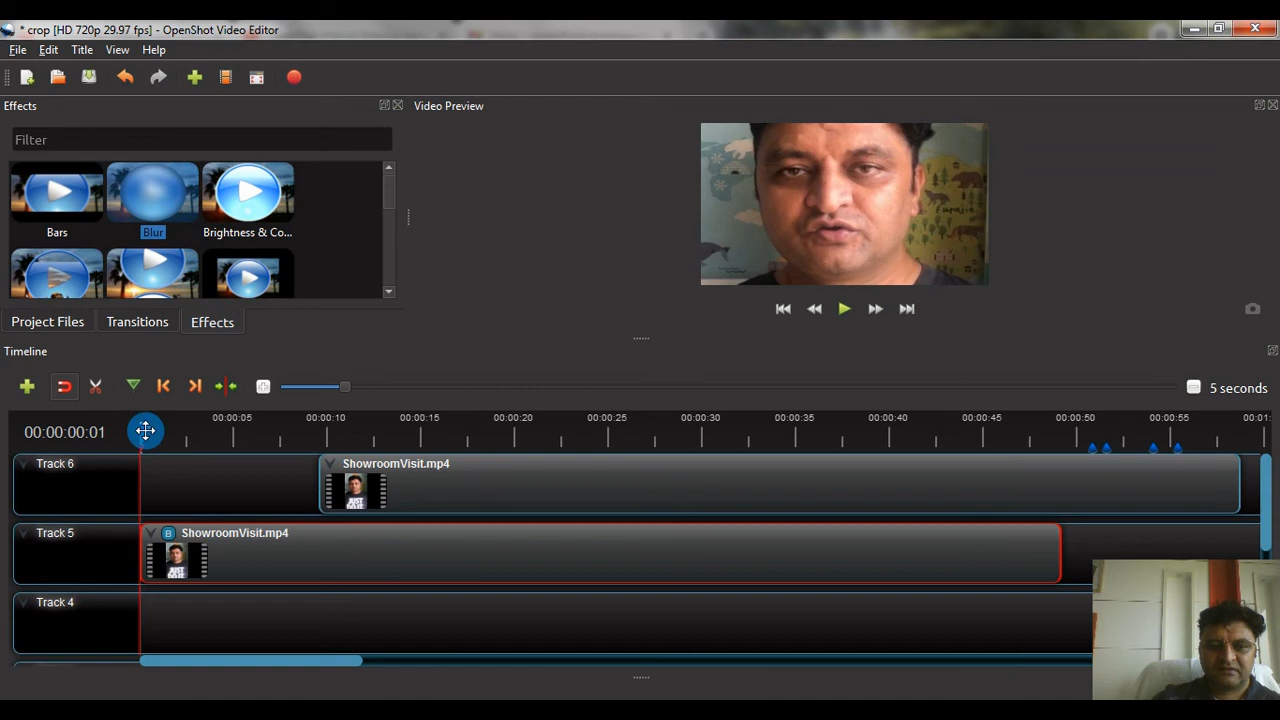 * crop [HD 720p 29.97 fps] - OpenShot Video Editor
File Edit Title View Help
Effects
Video Preview
Filter
Bars
Blur
Brightness & Co...
Project Files
Transitions
Effects
Timeline
5 seconds
00:00:00:01
00:00:05
00:00:10
00:00:15
00:00:20
00:00:25
00:00:30
00:00:35
00:00:40
00:00:45
00:00:50
00:00:55
00:01:
Track 6
ShowroomVisit.mp4
JUST
Track 5
B
ShowroomVisit.mp4
JUST
Track 4